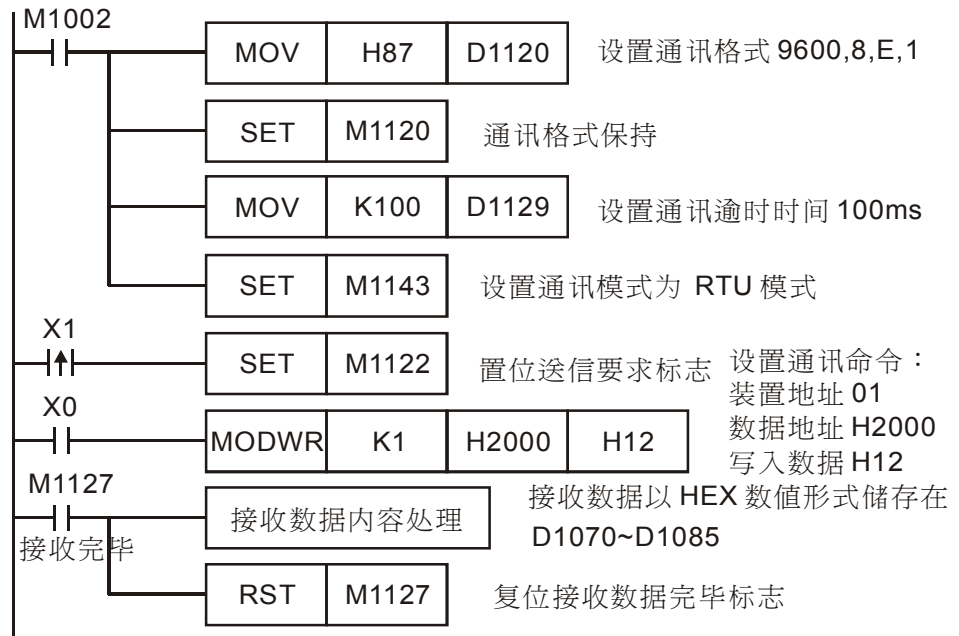 M1002
MOV H87 D1120 设置通讯格式 9600,8,E,1
SET M1120 通讯格式保持
MOV K100 D1129 设置通讯逾时时间 100ms
SET M1143 设置通讯模式为 RTU 模式
X1
SET M1122 置位送信要求标志
设置通讯命令：
装置地址 01
数据地址 H2000
写入数据 H12
X0
MODWR K1 H2000 H12
M1127
接收完毕
接收数据内容处理
接收数据以 HEX 数值形式储存在
D1070~D1085
RST M1127 复位接收数据完毕标志